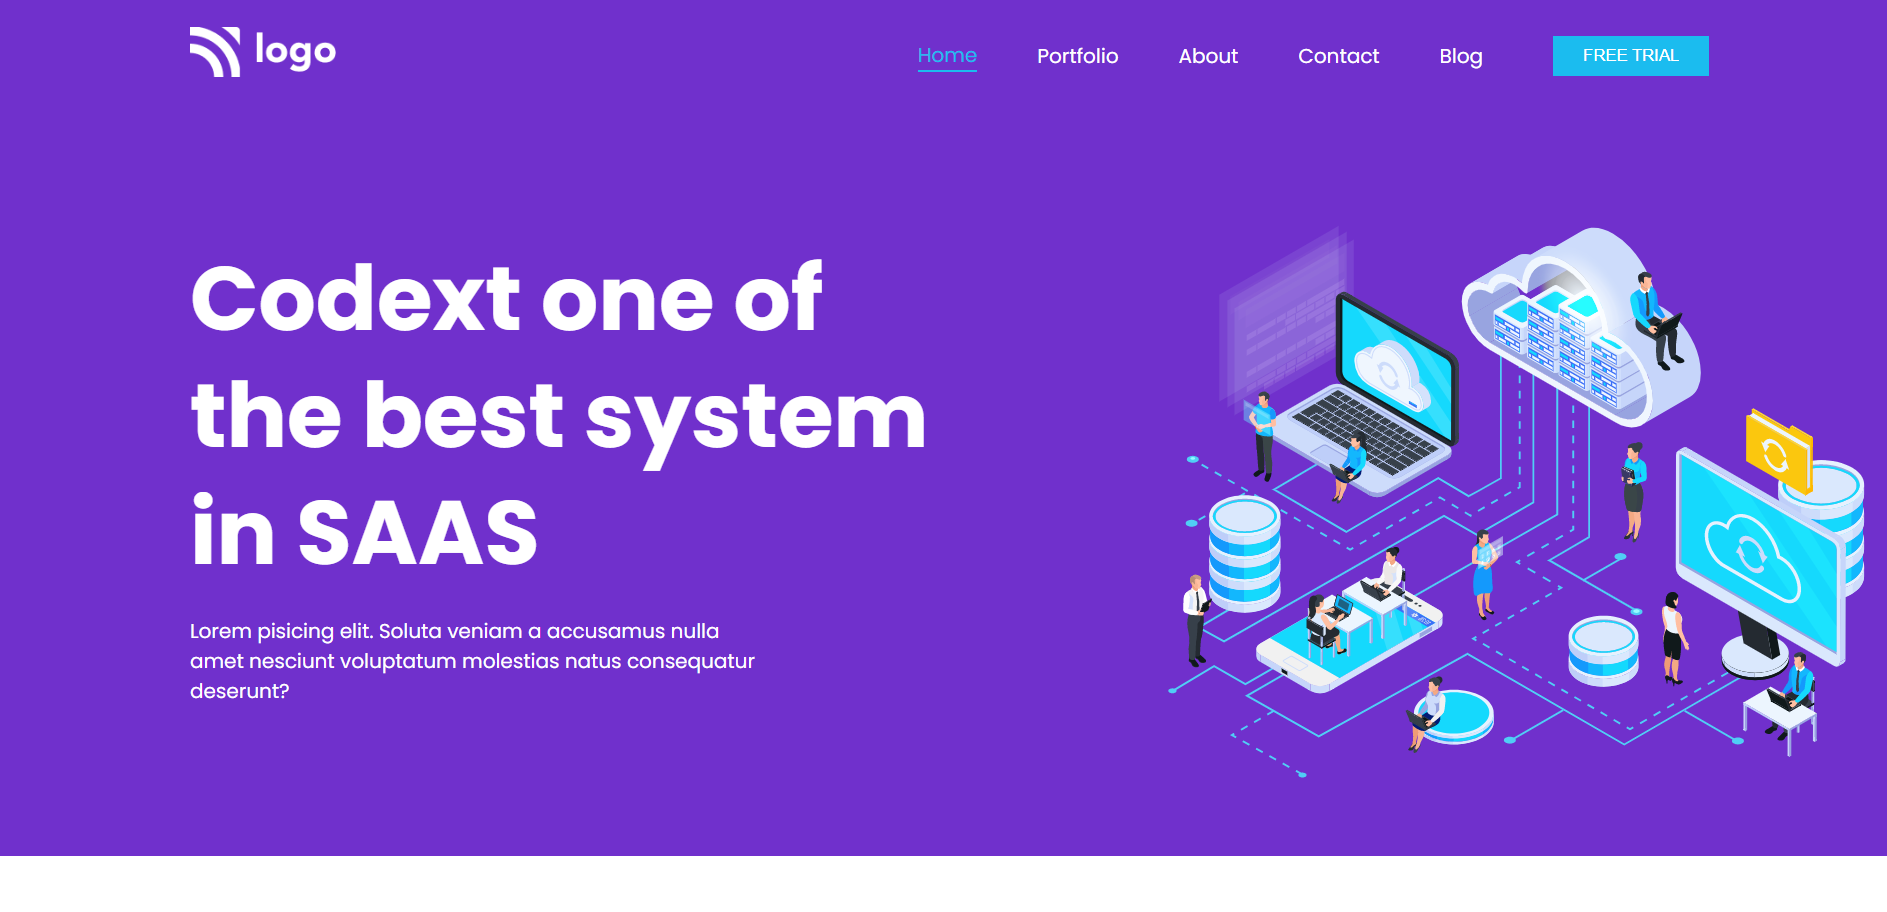 logo
Home Portfolio About Contact Blog FREE TRIAL
Codext one of
the best system
in SAAS
Lorem pisicing elit. Soluta veniam a accusamus nulla
amet nesciunt voluptatum molestias natus consequatur
deserunt?